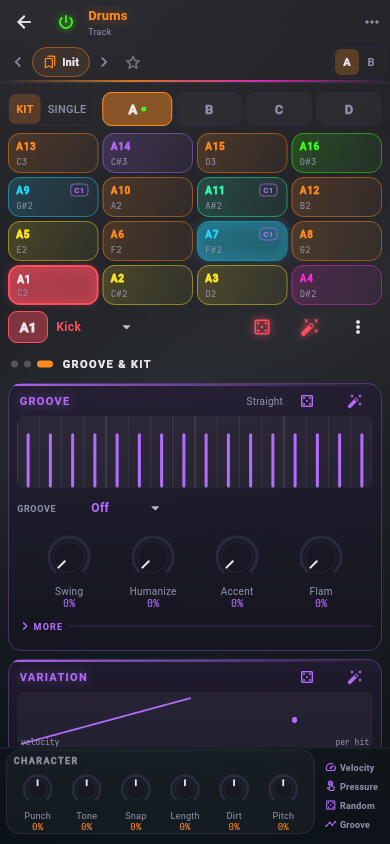 Drums
Track
Init
A B
KIT SINGLE A B C D
A13 A14 A15 A16
C3 C#3 D3 D#3
A9 C1 A10 A11 C1 A12
G#2 A2 A#2 B2
A5 A6 A7 C1 A8
E2 F2 F#2 G2
A1 A2 A3 A4
C2 C#2 D2 D#2
A1 Kick
GROOVE & KIT
GROOVE Straight
GROOVE Off
Swing Humanize Accent Flam
0% 0% 0% 0%
MORE
VARIATION
velocity per hit
CHARACTER
Punch Tone Snap Length Dirt Pitch
0% 0% 0% 0% 0% 0%
Velocity
Pressure
Random
Groove